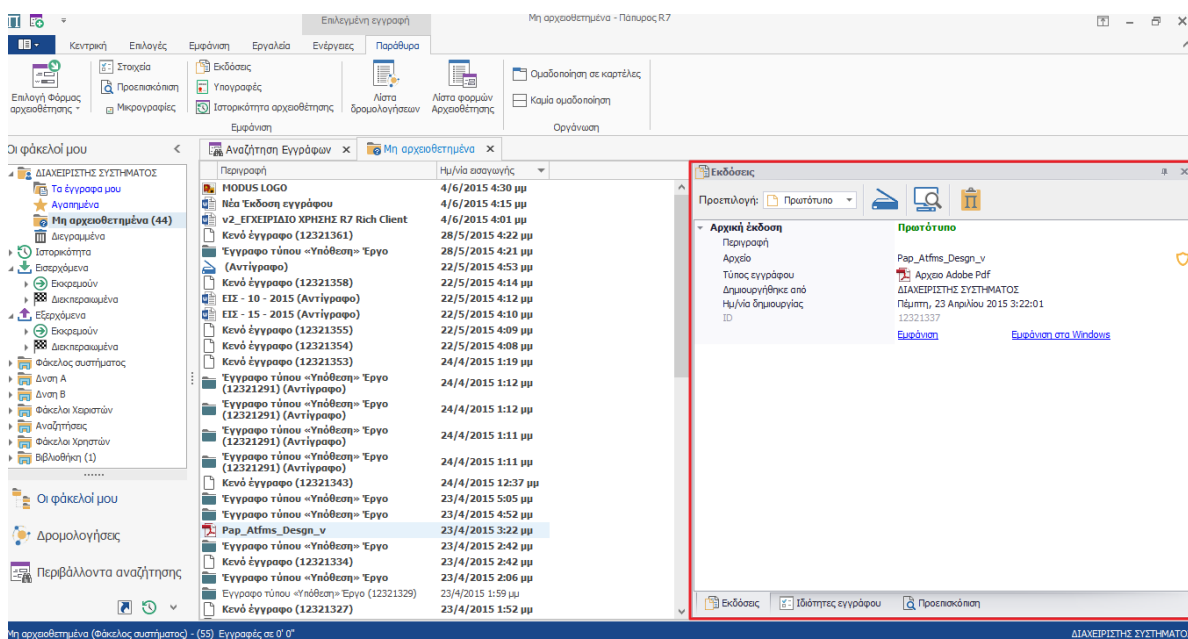 Επιλεγμένη εγγραφή
Μη αρχειοθετημένα - Πάπυρος R7
Κεντρική Επιλογές Εμφάνιση Εργαλεία Ενέργειες Παράθυρα
Επιλογή Φόρμας
αρχειοθέτησης
Στοιχεία
Προεπισκόπιση
Μικρογραφίες
Εκδόσεις
Υπογραφές
Ιστορικότητα αρχειοθέτησης
Λίστα
δρομολογήσεων
Λίστα φορμών
Αρχειοθέτησης
Εμφάνιση
Ομαδοποίηση σε καρτέλες
Καμία ομαδοποίηση
Οργάνωση
Οι φάκελοί μου
ΔΙΑΧΕΙΡΙΣΤΗΣ ΣΥΣΤΗΜΑΤΟΣ
Τα έγγραφα μου
Αγαπημένα
Μη αρχειοθετημένα (44)
Διεγραμμένα
Ιστορικότητα
Εισερχόμενα
Εκκρεμούν
Διεκπεραιωμένα
Εξερχόμενα
Εκκρεμούν
Διεκπεραιωμένα
Φάκελος συστήματος
Δνση Α
Δνση Β
Φάκελοι Χειριστών
Αναζητήσεις
Φάκελοι Χρηστών
Βιβλιοθήκη (1)
Οι φάκελοί μου
Δρομολογήσεις
Περιβάλλοντα αναζήτησης
Αναζήτηση Εγγράφων Μη αρχειοθετημένα
Περιγραφή Ημ/νία εισαγωγής
MODUS LOGO 4/6/2015 4:30 μμ
Νέα Έκδοση εγγράφου 4/6/2015 4:15 μμ
v2_ΕΓΧΕΙΡΙΔΙΟ ΧΡΗΣΗΣ R7 Rich Client 4/6/2015 4:01 μμ
Κενό έγγραφο (12321361) 28/5/2015 4:22 μμ
Έγγραφο τύπου «Υπόθεση» Έργο 28/5/2015 4:21 μμ
(Αντίγραφο) 22/5/2015 4:53 μμ
Κενό έγγραφο (12321358) 22/5/2015 4:14 μμ
ΕΙΣ - 10 - 2015 (Αντίγραφο) 22/5/2015 4:12 μμ
ΕΙΣ - 15 - 2015 (Αντίγραφο) 22/5/2015 4:10 μμ
Κενό έγγραφο (12321355) 22/5/2015 4:09 μμ
Κενό έγγραφο (12321354) 22/5/2015 4:08 μμ
Κενό έγγραφο (12321353) 24/4/2015 1:19 μμ
Έγγραφο τύπου «Υπόθεση» Έργο
(12321291) (Αντίγραφο) 24/4/2015 1:12 μμ
Έγγραφο τύπου «Υπόθεση» Έργο
(12321291) (Αντίγραφο) 24/4/2015 1:12 μμ
Έγγραφο τύπου «Υπόθεση» Έργο
(12321291) (Αντίγραφο) 24/4/2015 1:11 μμ
Έγγραφο τύπου «Υπόθεση» Έργο
(12321291) (Αντίγραφο) 24/4/2015 1:11 μμ
Κενό έγγραφο (12321343) 24/4/2015 12:37 μμ
Έγγραφο τύπου «Υπόθεση» Έργο 23/4/2015 5:05 μμ
Έγγραφο τύπου «Υπόθεση» Έργο 23/4/2015 4:52 μμ
Pap_Atfms_Desgn_v 23/4/2015 3:22 μμ
Έγγραφο τύπου «Υπόθεση» Έργο 23/4/2015 2:42 μμ
Κενό έγγραφο (12321334) 23/4/2015 2:42 μμ
Έγγραφο τύπου «Υπόθεση» Έργο 23/4/2015 2:06 μμ
Έγγραφο τύπου «Υπόθεση» Έργο (12321329) 23/4/2015 1:59 μμ
Κενό έγγραφο (12321327) 23/4/2015 1:52 μμ
Εκδόσεις
Προεπιλογή: Πρωτότυπο
Αρχική έκδοση Πρωτότυπο
Περιγραφή
Αρχείο Pap_Atfms_Desgn_v
Τύπος εγγράφου Αρχειο Adobe Pdf
Δημιουργήθηκε από ΔΙΑΧΕΙΡΙΣΤΗΣ ΣΥΣΤΗΜΑΤΟΣ
Ημ/νία δημιουργίας Πέμπτη, 23 Απριλίου 2015 3:22:01
ID 12321337
Εμφάνιση Εμφάνιση στα Windows
Εκδόσεις Ιδιότητες εγγράφου Προεπισκόπιση
Μη αρχειοθετημένα (Φάκελος συστήματος) - (55) Εγγραφές σε 0' 0" ΔΙΑΧΕΙΡΙΣΤΗΣ ΣΥΣΤΗΜΑΤΟ